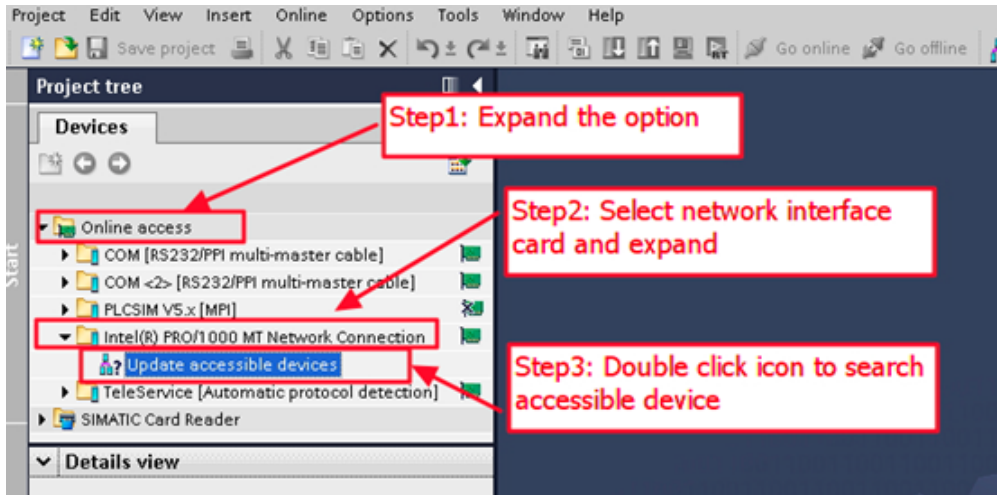 Project Edit View Insert Online Options Tools Window Help
Save project Go online Go offline
Project tree
Step1: Expand the option
Devices
Step2: Select network interface
card and expand
Start
Online access
COM [RS232/PPI multi-master cable]
COM <2> [RS232/PPI multi-master cable]
PLCSIM V5.x [MPI]
Intel(R) PRO/1000 MT Network Connection
Update accessible devices
Step3: Double click icon to search
accessible device
TeleService [Automatic protocol detection]
SIMATIC Card Reader
Details view